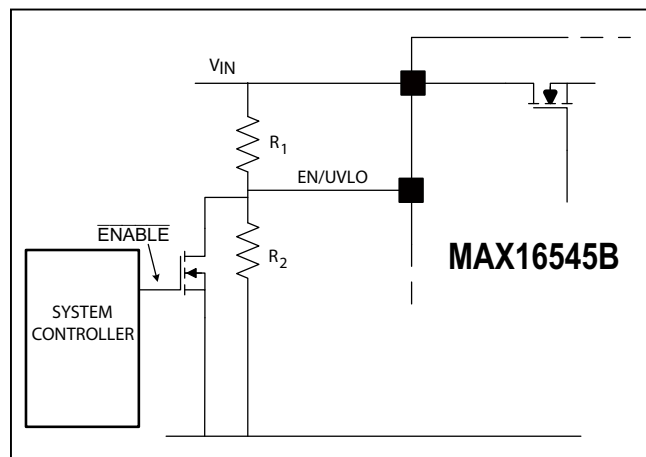 VIN
R1
EN/UVLO
ENABLE
R2
MAX16545B
SYSTEM
CONTROLLER